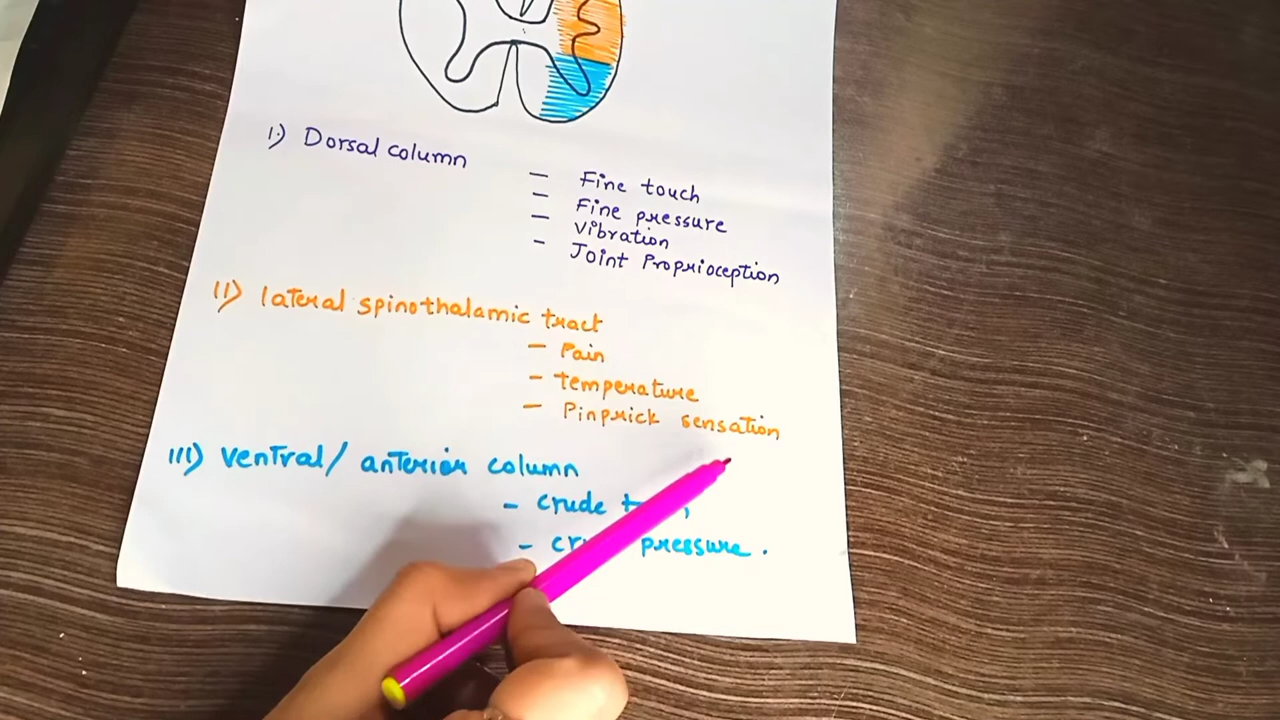 1.) Dorsal column
- Fine touch
- Fine pressure
- Vibration
- Joint Proprioception
II) lateral spinothalamic tract
- Pain
- temperature
- Pinprick sensation
III) ventral/ anterior column
- crude
- pressure.